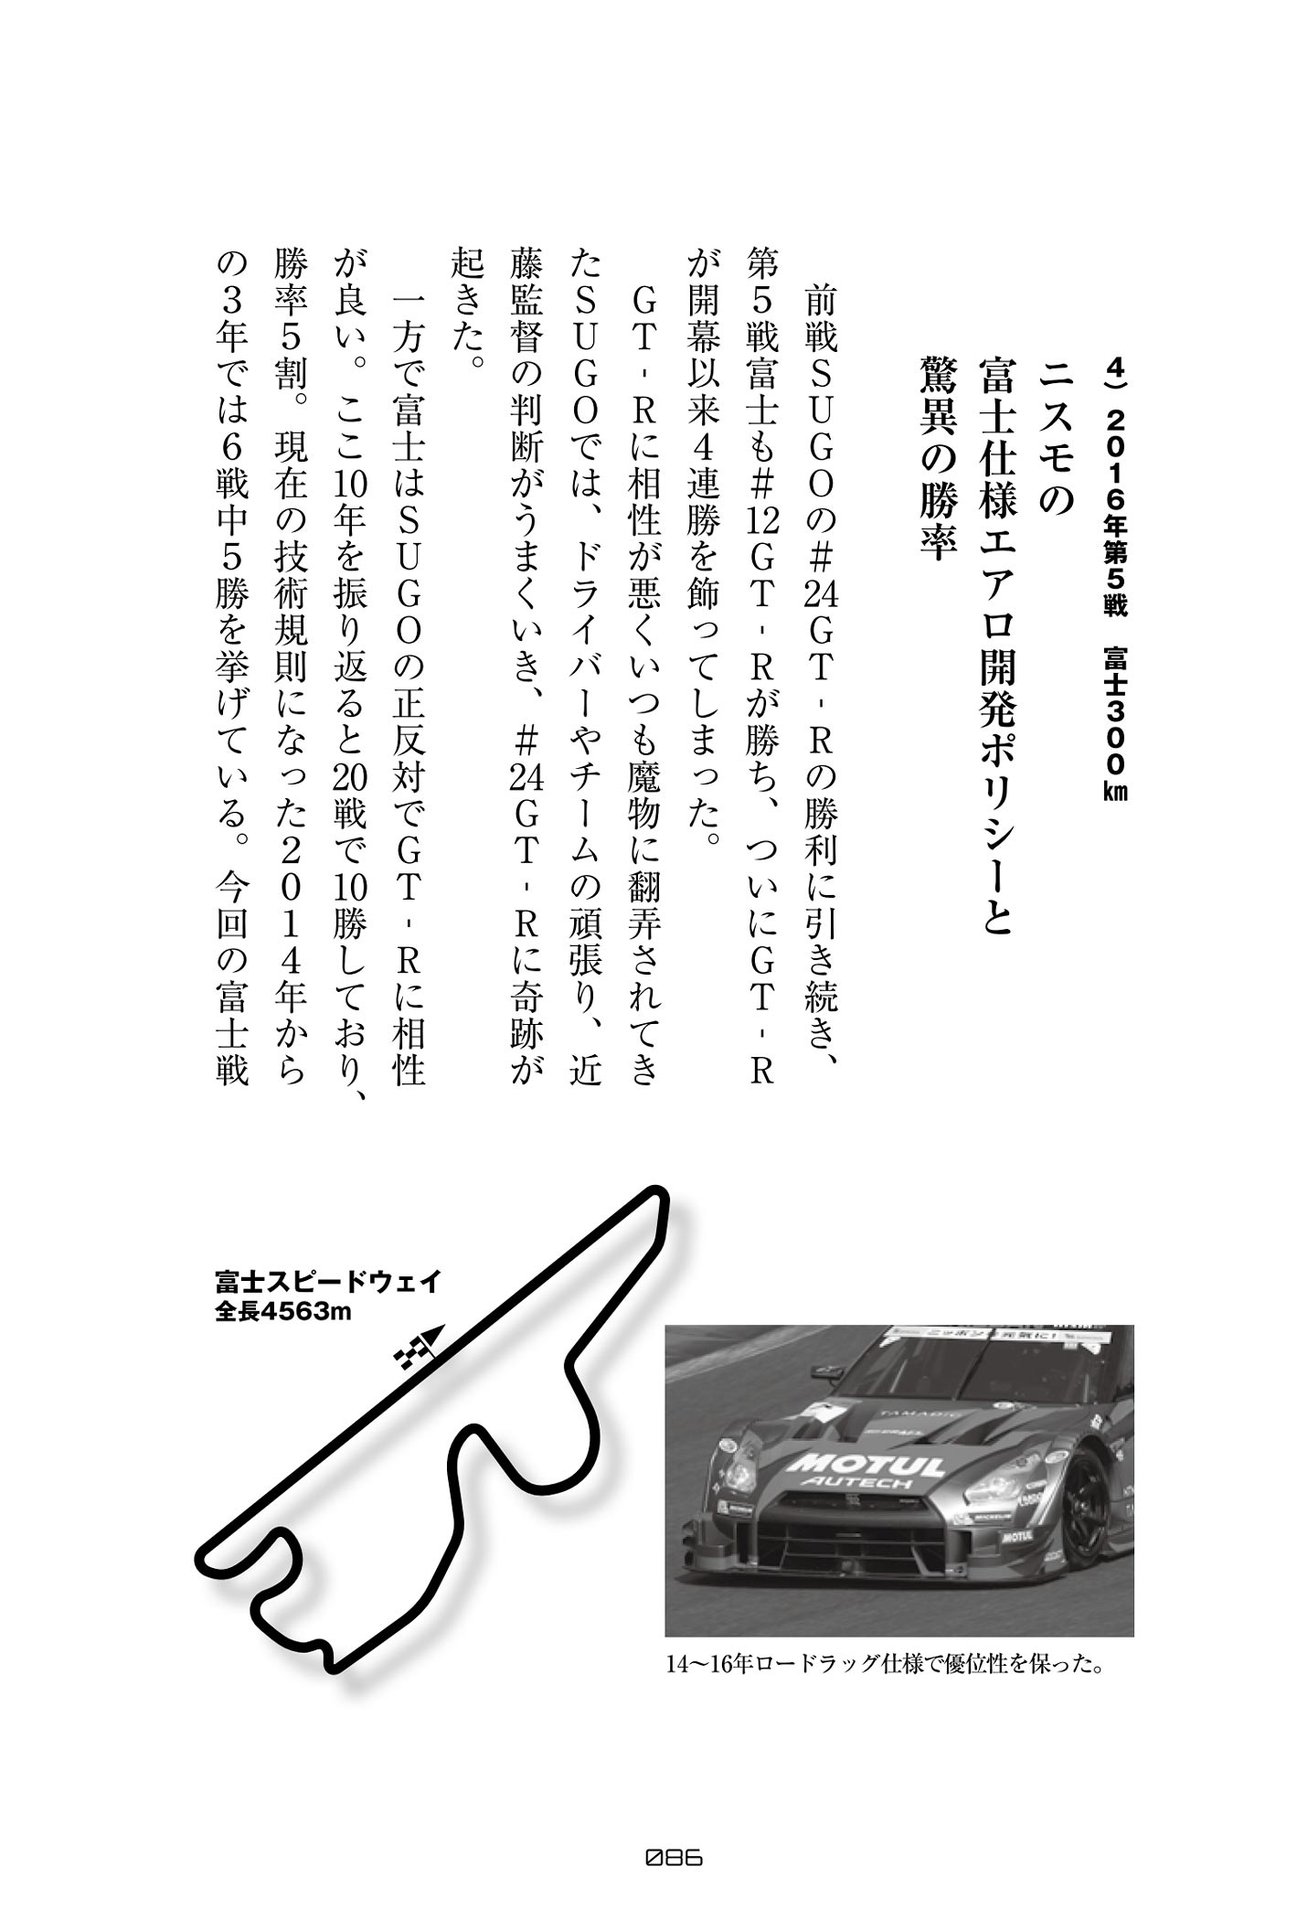 4）2016年第5戦　富士300㎞
ニスモの
富士仕様エアロ開発ポリシーと
驚異の勝率
前戦ＳＵＧＯの＃24ＧＴ‐Ｒの勝利に引き続き、
第５戦富士も＃12ＧＴ‐Ｒが勝ち、ついにＧＴ‐Ｒ
が開幕以来４連勝を飾ってしまった。
ＧＴ‐Ｒに相性が悪くいつも魔物に翻弄されてき
たＳＵＧＯでは、ドライバーやチームの頑張り、近
藤監督の判断がうまくいき、＃24ＧＴ‐Ｒに奇跡が
起きた。
一方で富士はＳＵＧＯの正反対でＧＴ‐Ｒに相性
が良い。ここ10年を振り返ると20戦で10勝しており、
勝率５割。現在の技術規則になった２０１４年から
の３年では６戦中５勝を挙げている。今回の富士戦
富士スピードウェイ
全長4563m
ニッポン
元気に!
TAMADIC
MOTUL
AUTECH
MICHELIN
MOTUL
14〜16年ロードラッグ仕様で優位性を保った。
086